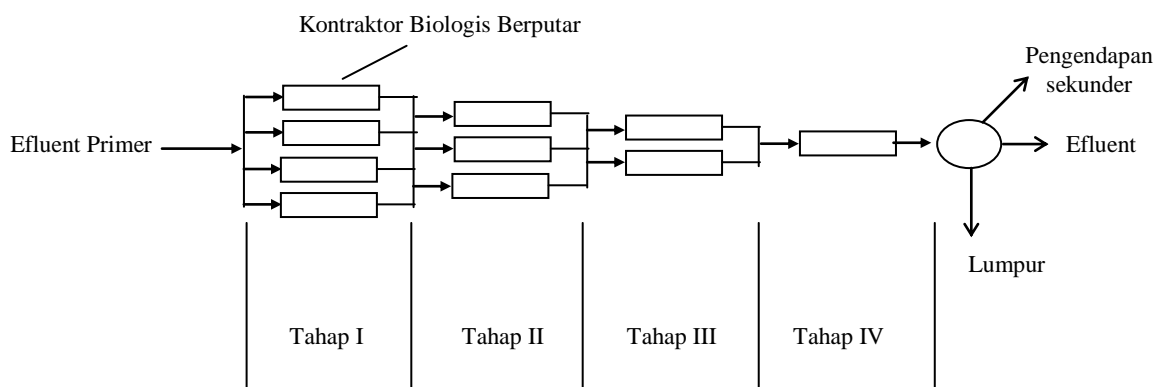 Kontraktor Biologis Berputar
Pengendapan
sekunder
Efluent Primer
Efluent
Lumpur
Tahap I
Tahap II
Tahap III
Tahap IV